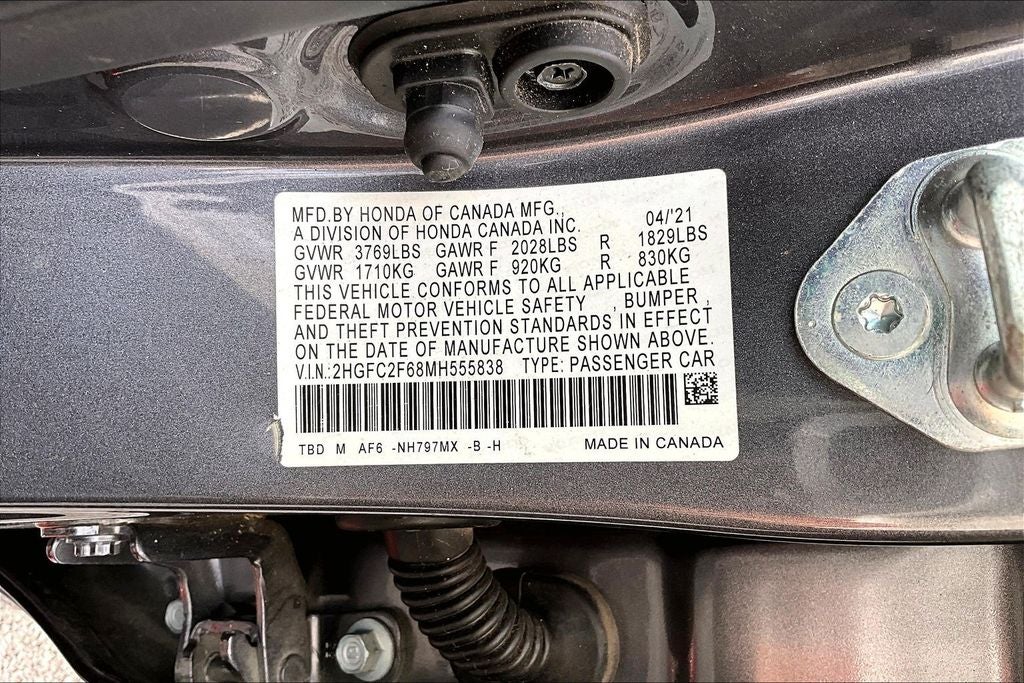 MFD.BY HONDA OF CANADA MFG., 04/'21
A DIVISION OF HONDA CANADA INC.
GVWR 3769LBS GAWR F 2028LBS R 1829LBS
GVWR 1710KG GAWR F 920KG R 830KG
THIS VEHICLE CONFORMS TO ALL APPLICABLE
FEDERAL MOTOR VEHICLE SAFETY , BUMPER ,
AND THEFT PREVENTION STANDARDS IN EFFECT
ON THE DATE OF MANUFACTURE SHOWN ABOVE.
V.I.N.:2HGFC2F68MH555838 TYPE: PASSENGER CAR
TBD M AF6 -NH797MX -B -H MADE IN CANADA